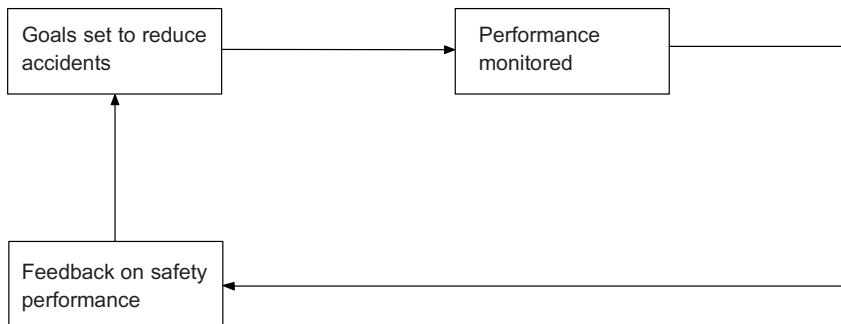 Goals set to reduce
accidents
Performance
monitored
Feedback on safety
performance